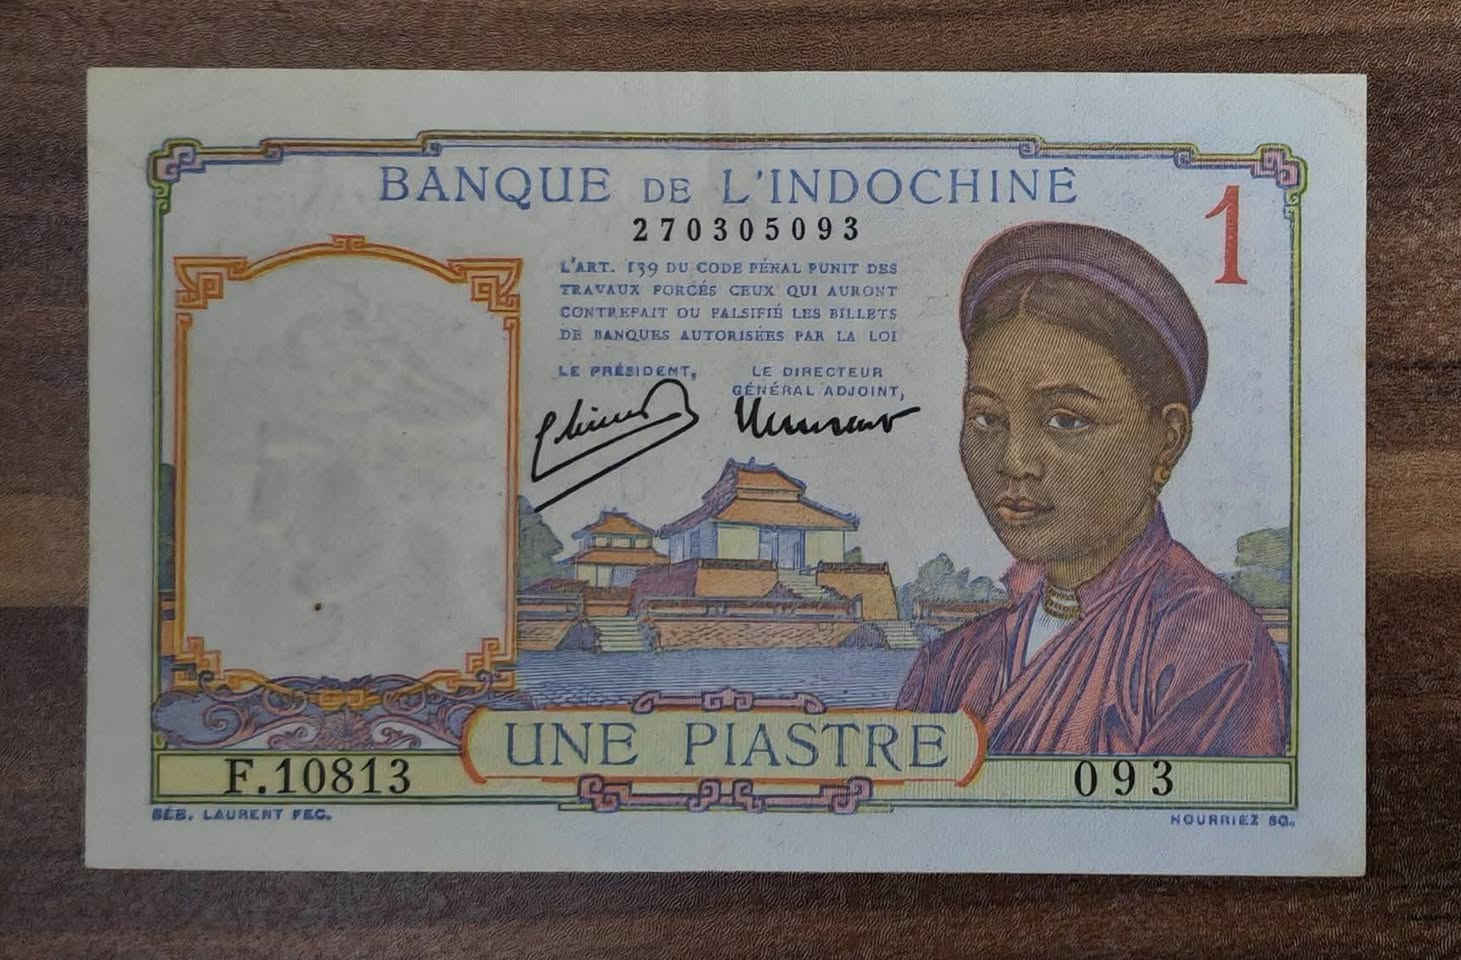 BANQUE DE L'INDOCHINE
270305093
1
L'ART. 139 DU CODE PÉNAL PUNIT DES
TRAVAUX FORCÉS CEUX QUI AURONT
CONTREFAIT OU FALSIFIÉ LES BILLETS
DE BANQUES AUTORISÉES PAR LA LOI
LE PRÉSIDENT,
LE DIRECTEUR
GÉNÉRAL ADJOINT,
UNE PIASTRE
F.10813
093
SÉB. LAURENT FEC.
NOURRIEZ SC.